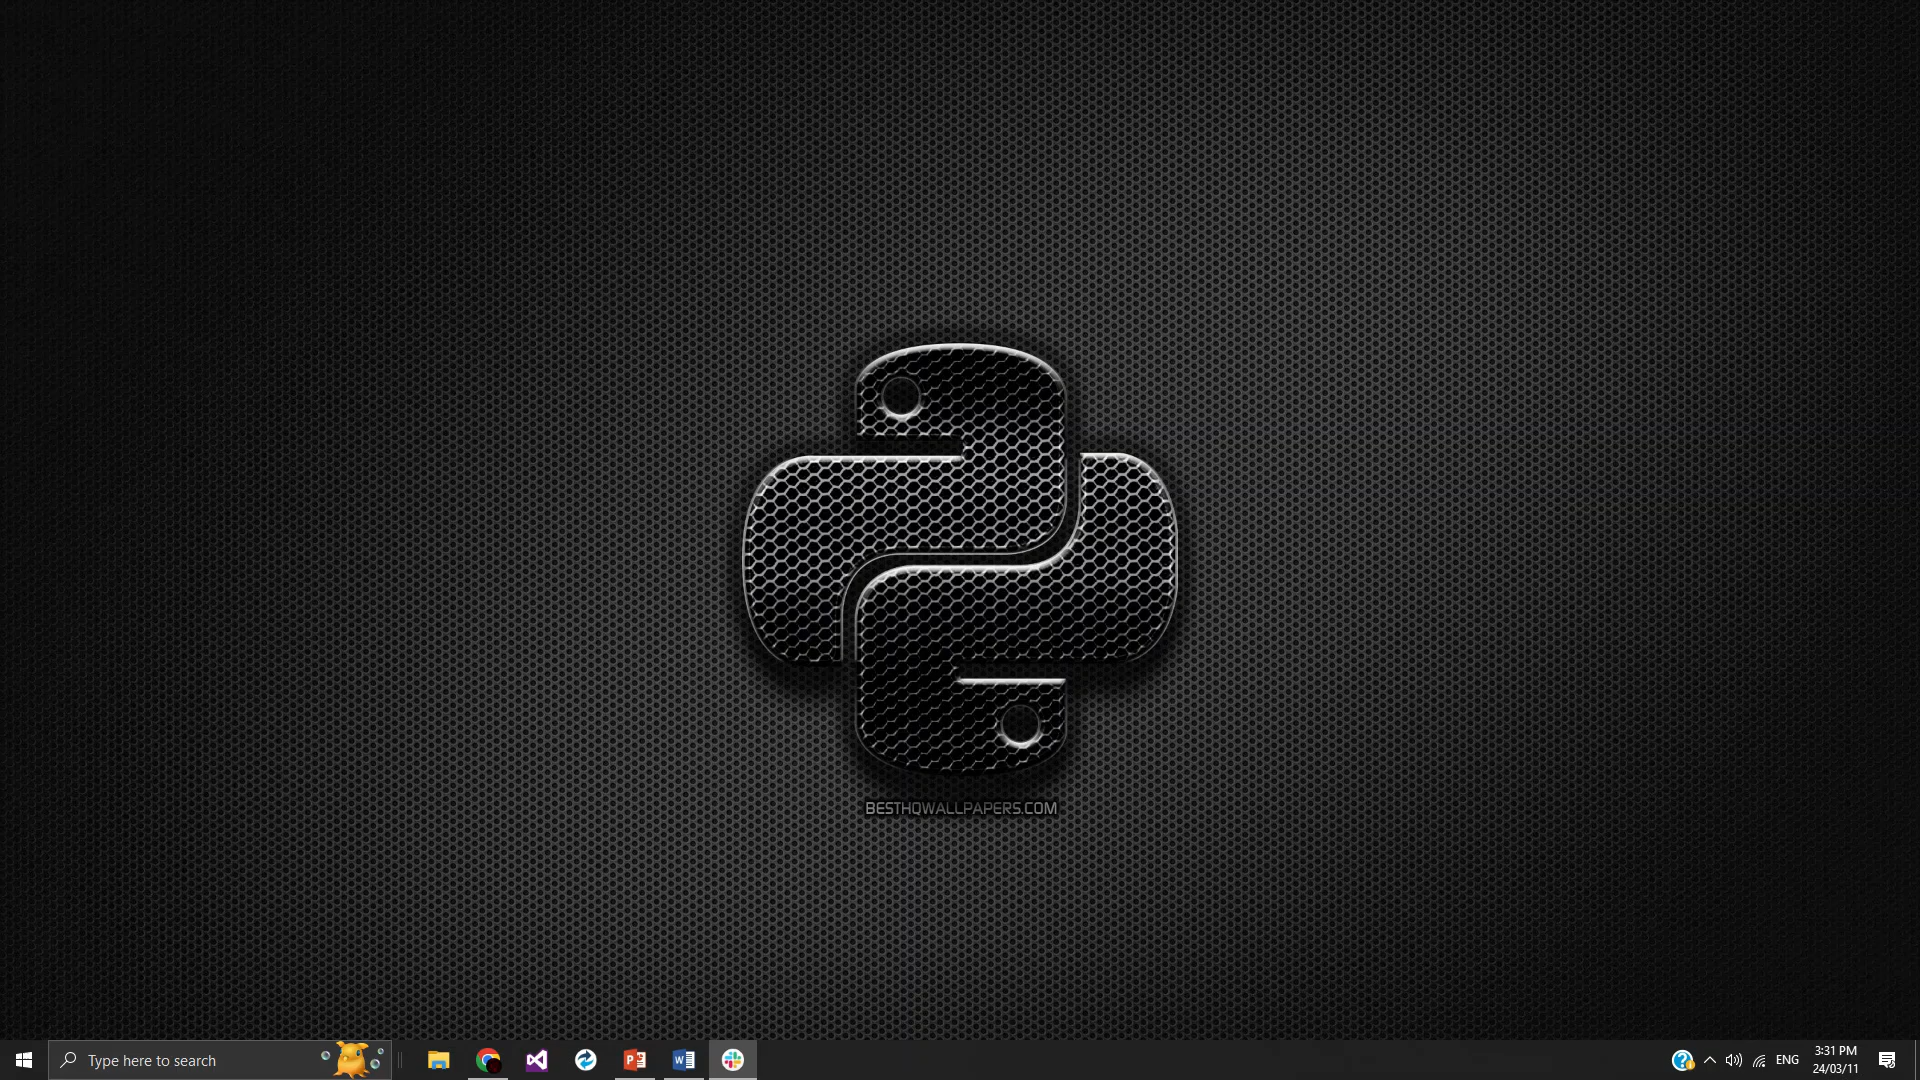 BESTHQWALLPAPERS.COM
Type here to search
ENG
3:31 PM
24/03/11